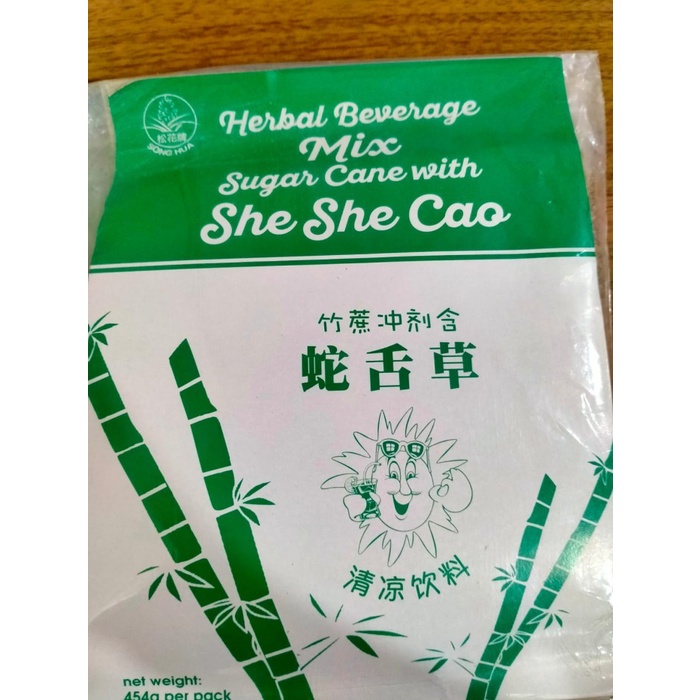 松花牌
SONG HUA
Herbal Beverage
Mix
Sugar Cane with
She She Cao
竹蔗冲剂含
蛇舌草
清凉饮料
net weight:
454g per pack